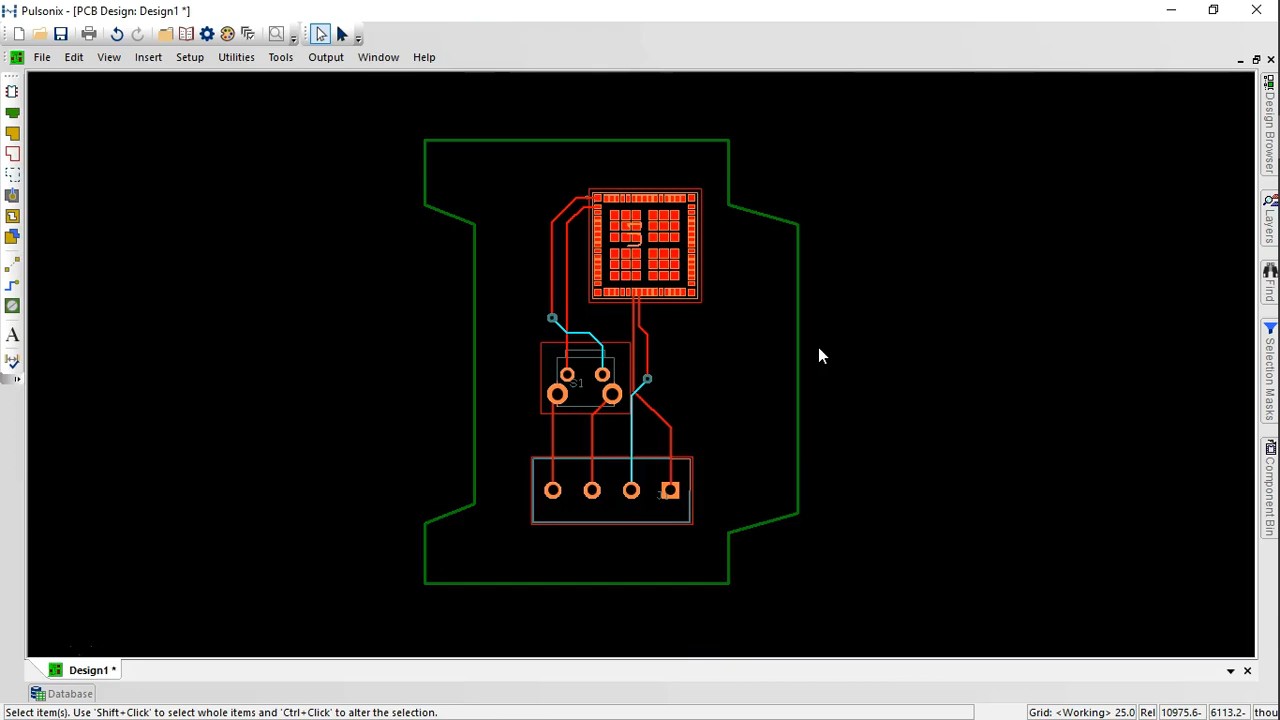 Pulsonix - [PCB Design: Design1 *]
File Edit View Insert Setup Utilities Tools Output Window Help
S1
Design Browser
Layers
Find
Selection Masks
Component Bin
Design1 *
Database
Select item(s). Use 'Shift+Click' to select whole items and 'Ctrl+Click' to alter the selection.
Grid: <Working> 25.0 Rel 10975.6- 6113.2- thou